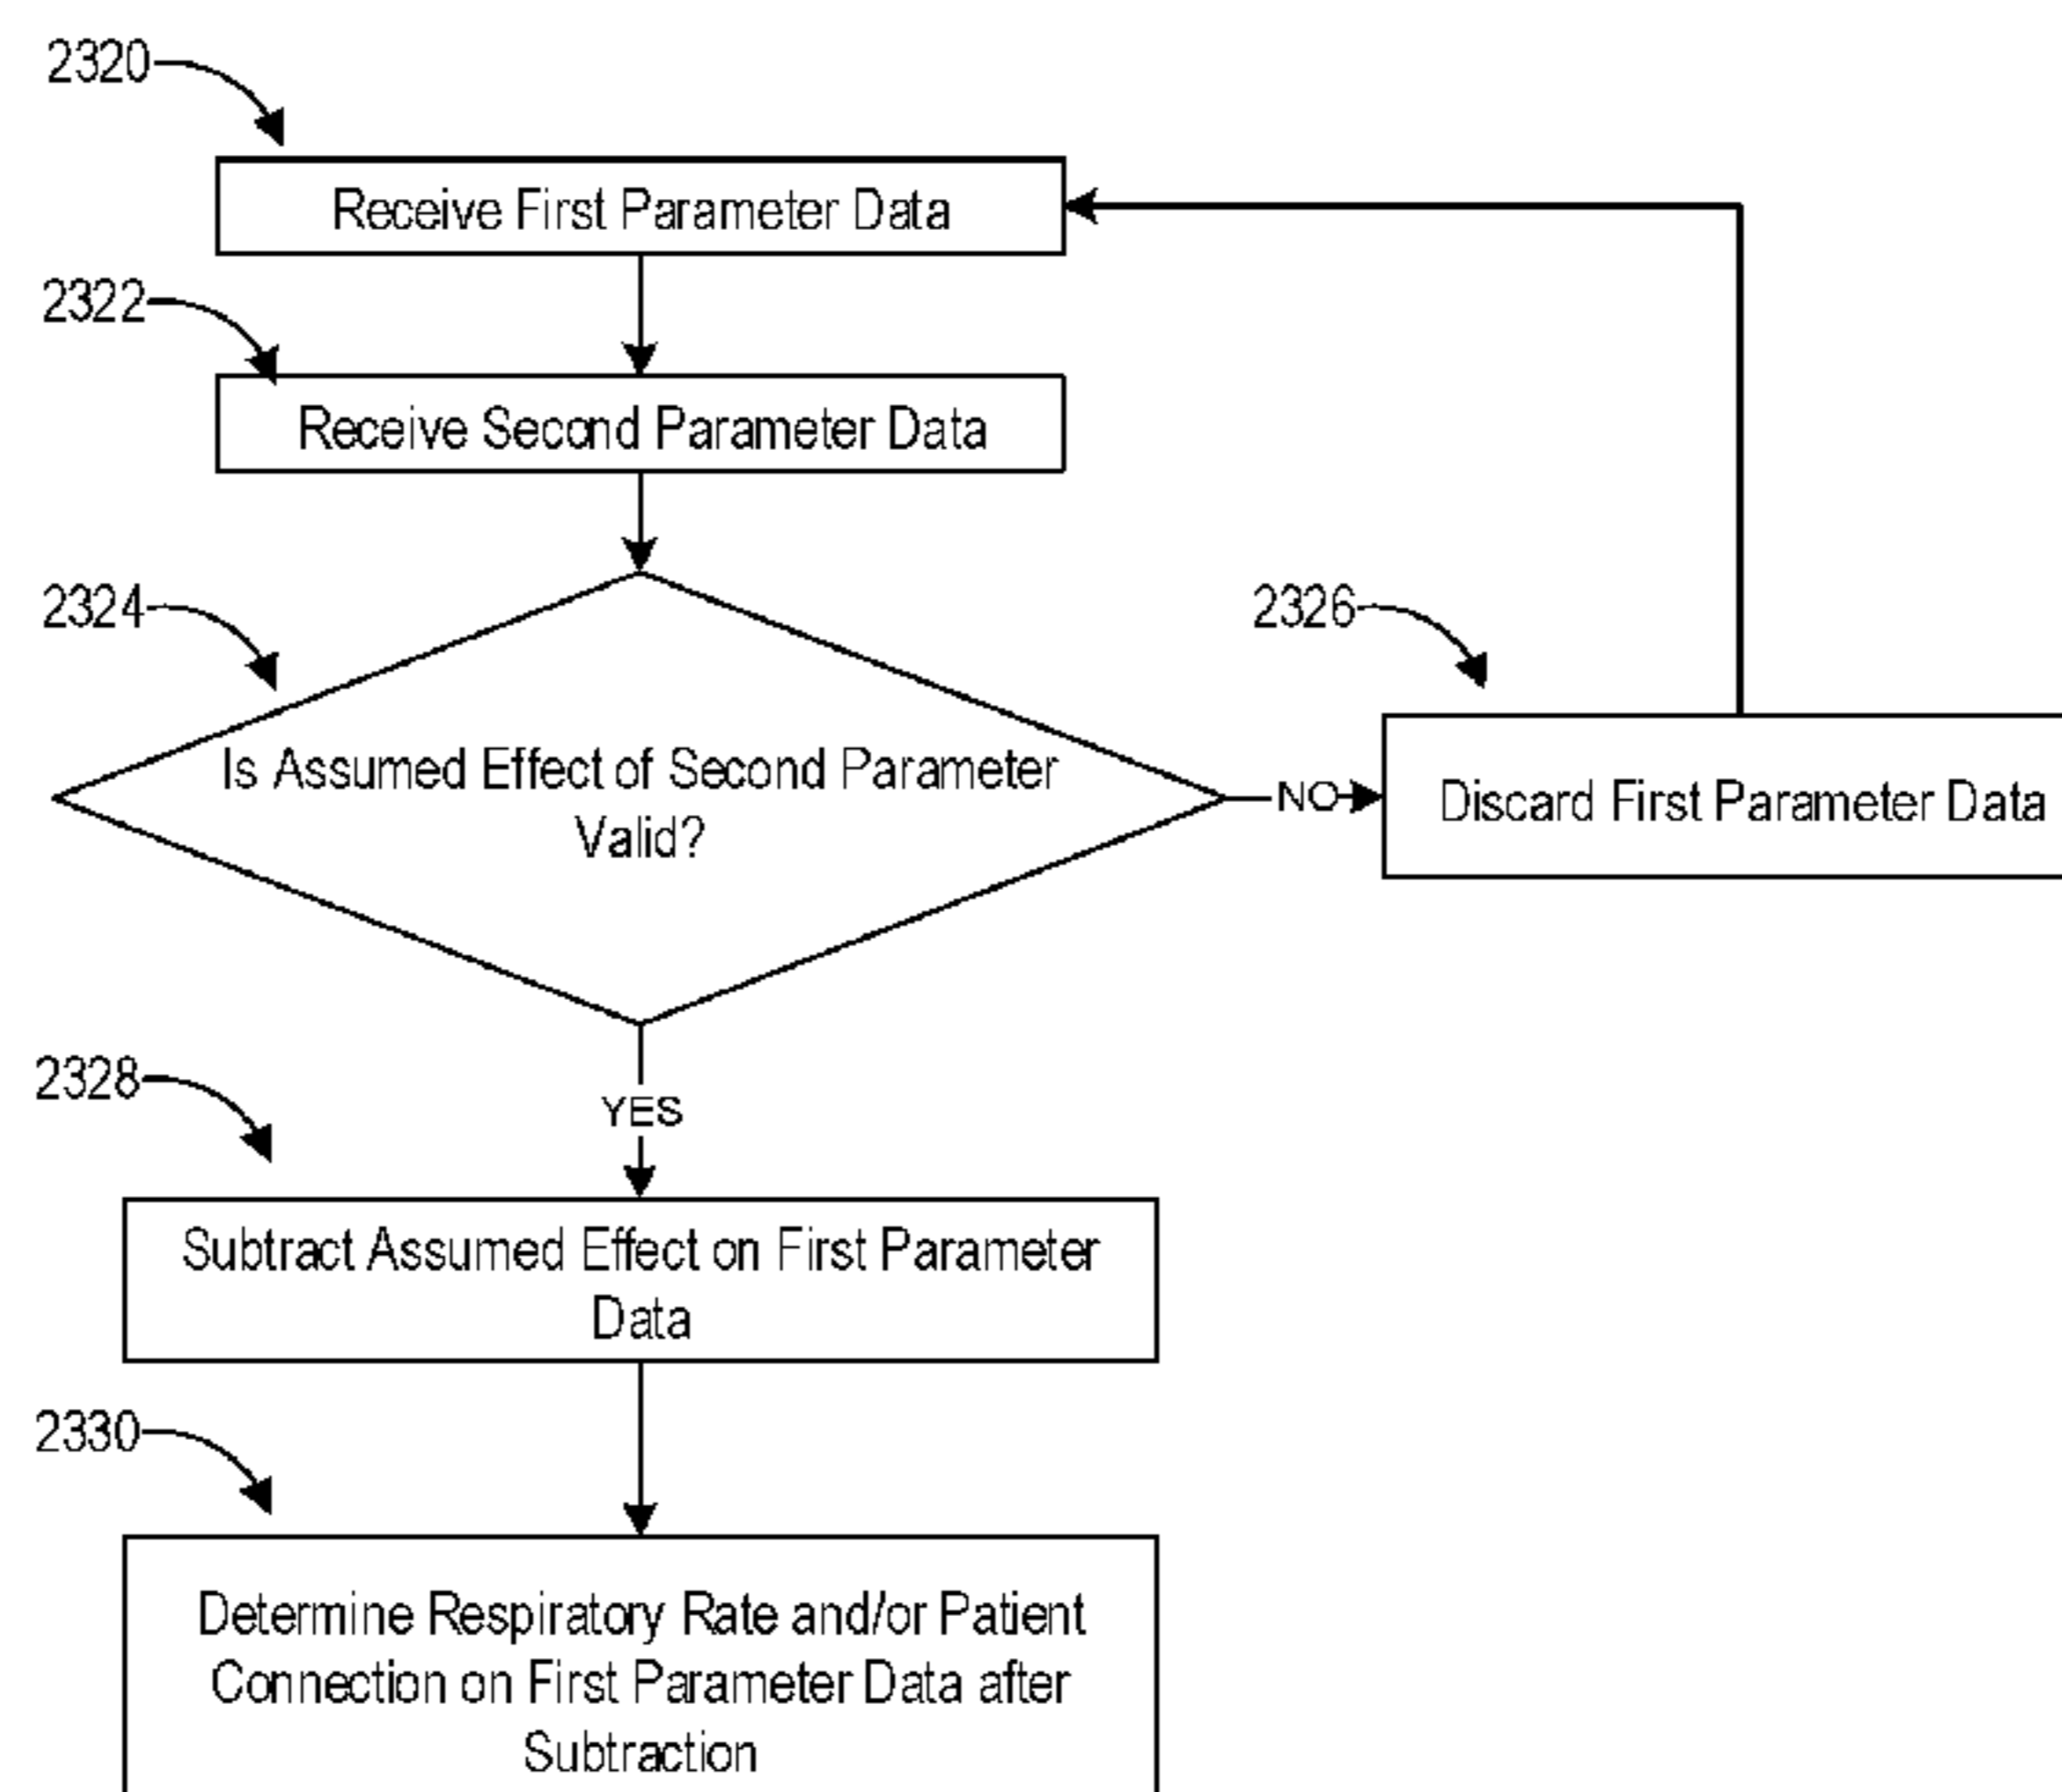 2320
Receive First Parameter Data
2322
Receive Second Parameter Data
2324
Is Assumed Effect of Second Parameter
Valid?
NO
2326
Discard First Parameter Data
YES
2328
Subtract Assumed Effect on First Parameter
Data
2330
Determine Respiratory Rate and/or Patient
Connection on First Parameter Data after
Subtraction